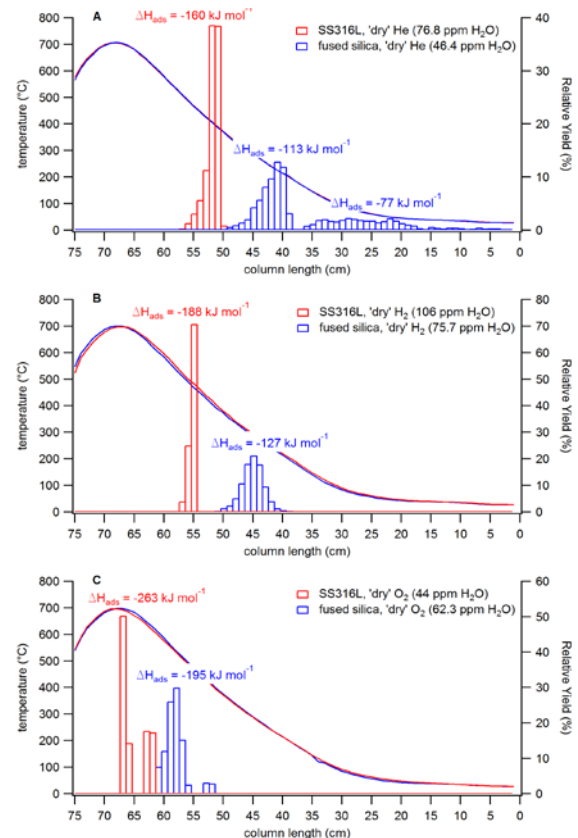 A
ΔHads = -160 kJ mol-1
SS316L, 'dry' He (76.8 ppm H2O)
fused silica, 'dry' He (46.4 ppm H2O)
ΔHads = -113 kJ mol-1
ΔHads = -77 kJ mol-1
temperature (°C)
800
700
600
500
400
300
200
100
0
Relative Yield (%)
40
30
20
10
0
75 70 65 60 55 50 45 40 35 30 25 20 15 10 5 0
column length (cm)
B
ΔHads = -188 kJ mol-1
SS316L, 'dry' H2 (106 ppm H2O)
fused silica, 'dry' H2 (75.7 ppm H2O)
ΔHads = -127 kJ mol-1
temperature (°C)
800
700
600
500
400
300
200
100
0
Relative Yield (%)
80
70
60
50
40
30
20
10
0
75 70 65 60 55 50 45 40 35 30 25 20 15 10 5 0
column length (cm)
C
ΔHads = -263 kJ mol-1
SS316L, 'dry' O2 (44 ppm H2O)
fused silica, 'dry' O2 (62.3 ppm H2O)
ΔHads = -195 kJ mol-1
temperature (°C)
800
700
600
500
400
300
200
100
0
Relative Yield (%)
60
50
40
30
20
10
0
75 70 65 60 55 50 45 40 35 30 25 20 15 10 5 0
column length (cm)